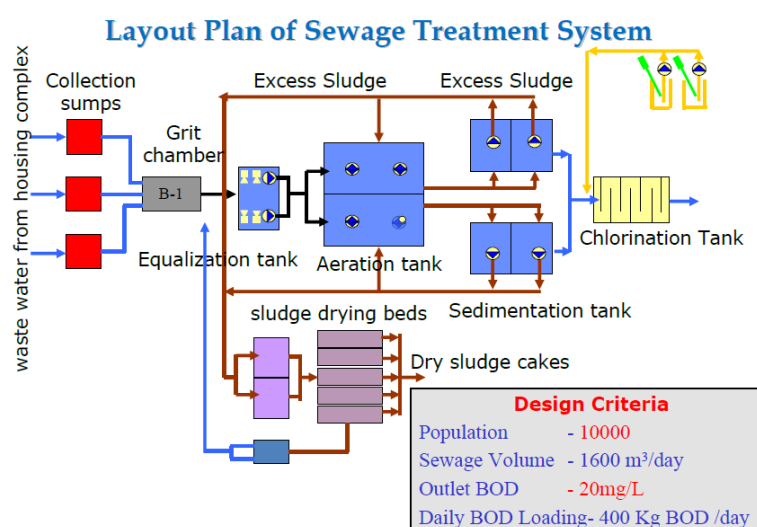 Layout Plan of Sewage Treatment System
Collection
sumps
Excess Sludge
Excess Sludge
Grit
chamber
B-1
waste water from housing complex
Equalization tank
Aeration tank
Chlorination Tank
Sedimentation tank
sludge drying beds
Dry sludge cakes
Design Criteria
Population - 10000
Sewage Volume - 1600 m³/day
Outlet BOD - 20mg/L
Daily BOD Loading- 400 Kg BOD /day